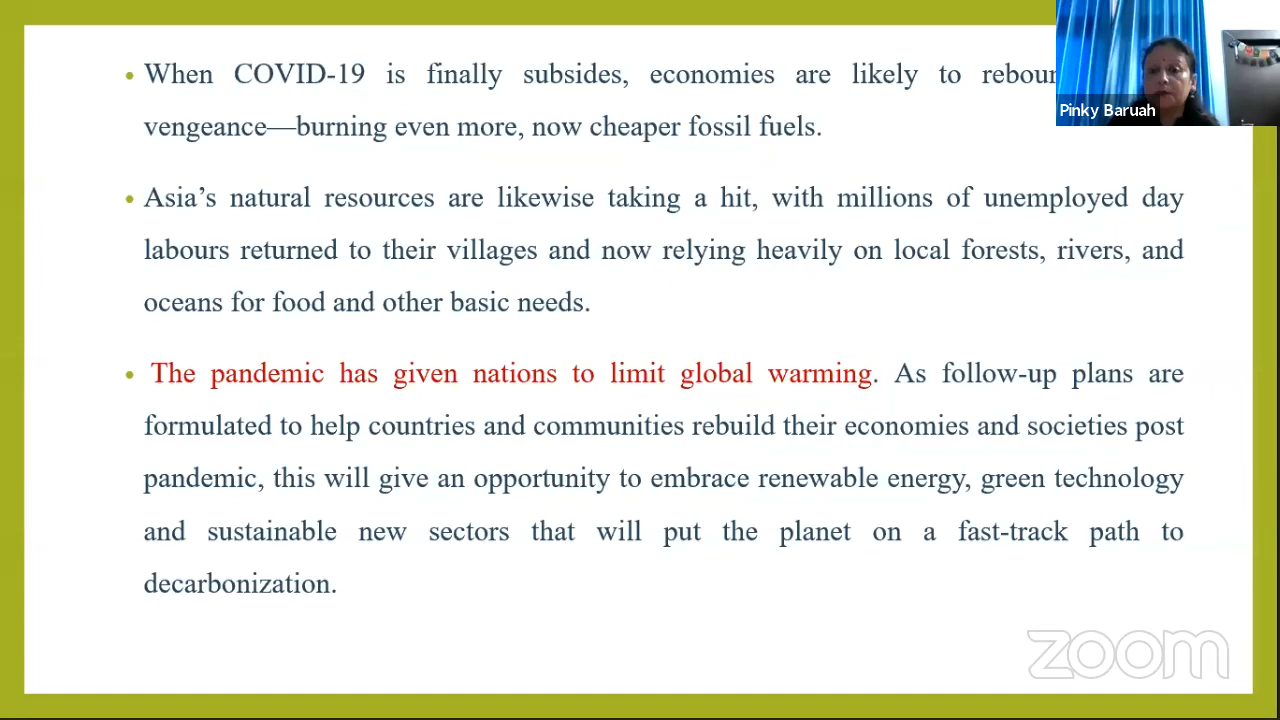 • When COVID-19 is finally subsides, economies are likely to
vengeance—burning even more, now cheaper fossil fuels.
• Asia's natural resources are likewise taking a hit, with millions of unemployed day
labours returned to their villages and now relying heavily on local forests, rivers, and
oceans for food and other basic needs.
• The pandemic has given nations to limit global warming. As follow-up plans are
formulated to help countries and communities rebuild their economies and societies post
pandemic, this will give an opportunity to embrace renewable energy, green technology
and sustainable new sectors that will put the planet on a fast-track path to
decarbonization.
Pinky Baruah
zoom